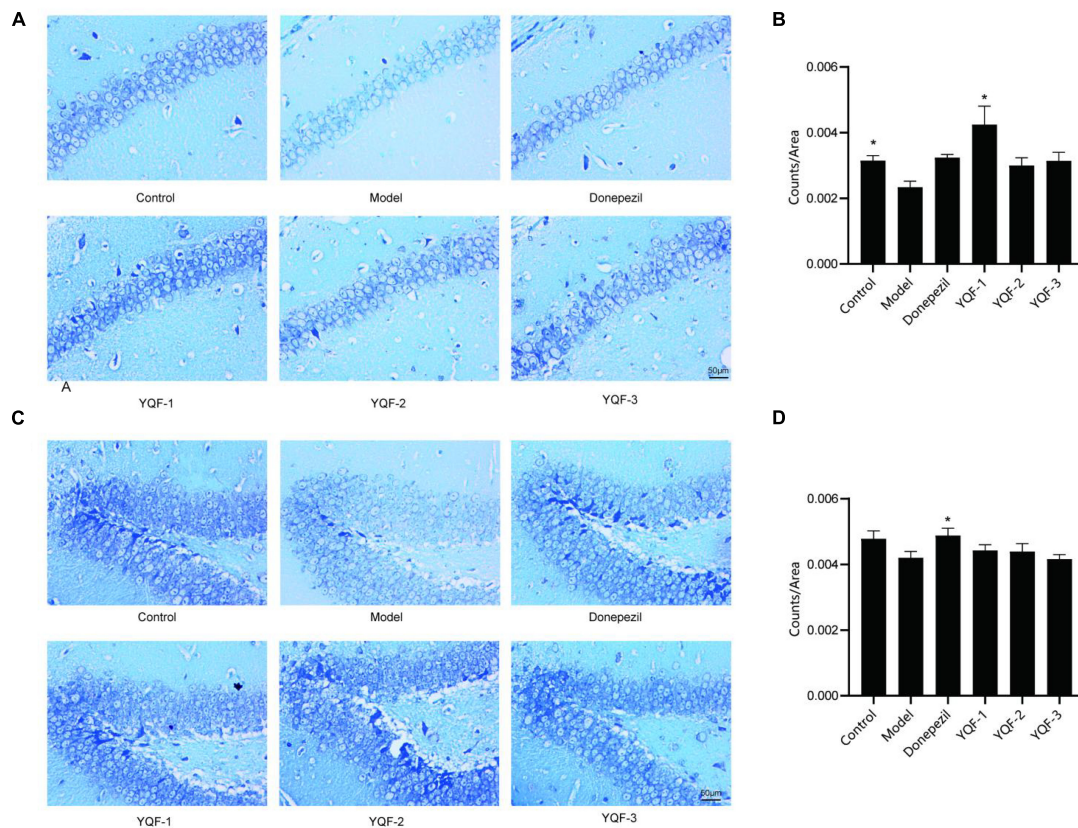 A
Control
Model
Donepezil
50μm
A
YQF-1
YQF-2
YQF-3
B
Counts/Area
0.006
0.004
0.002
0.000
*
*
Control
Model
Donepezil
YQF-1
YQF-2
YQF-3
C
Control
Model
Donepezil
50μm
YQF-1
YQF-2
YQF-3
D
Counts/Area
0.006
0.004
0.002
0.000
*
Control
Model
Donepezil
YQF-1
YQF-2
YQF-3